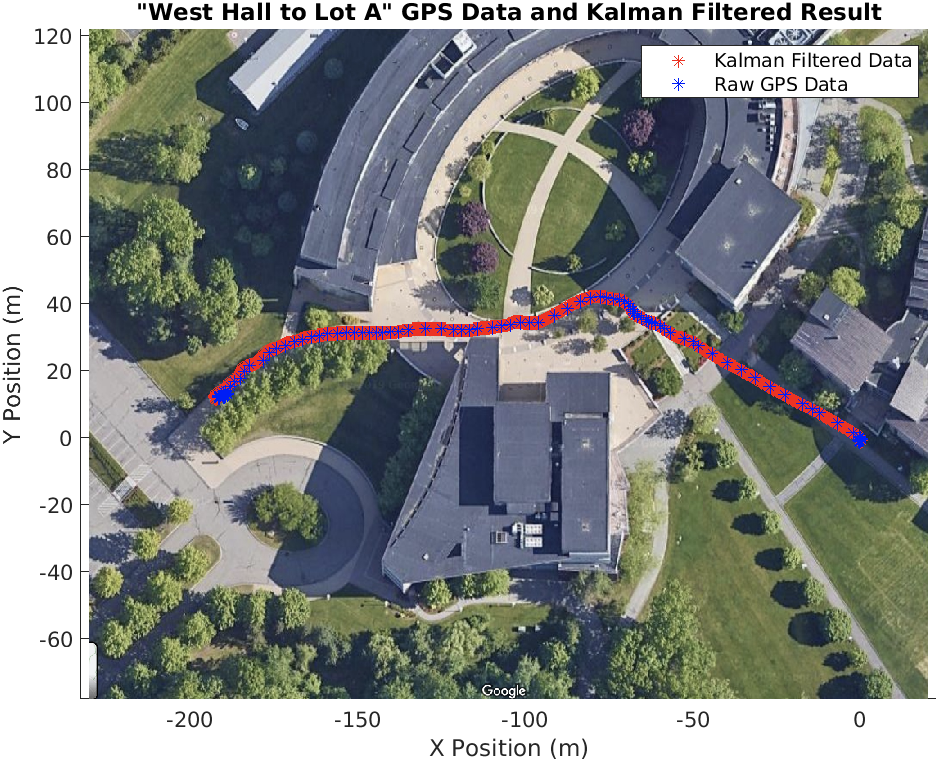 "West Hall to Lot A" GPS Data and Kalman Filtered Result
Kalman Filtered Data
Raw GPS Data
120
100
80
60
40
20
0
-20
-40
-60
Y Position (m)
Google
-200
-150
-100
-50
0
X Position (m)